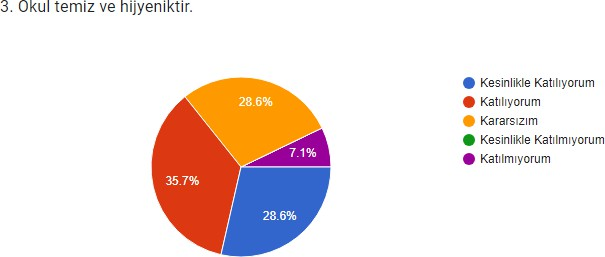 3. Okul temiz ve hijyeniktir.
28.6%
7.1%
35.7%
28.6%
Kesinlikle Katılıyorum
Katılıyorum
Kararsızım
Kesinlikle Katılmıyorum
Katılmıyorum